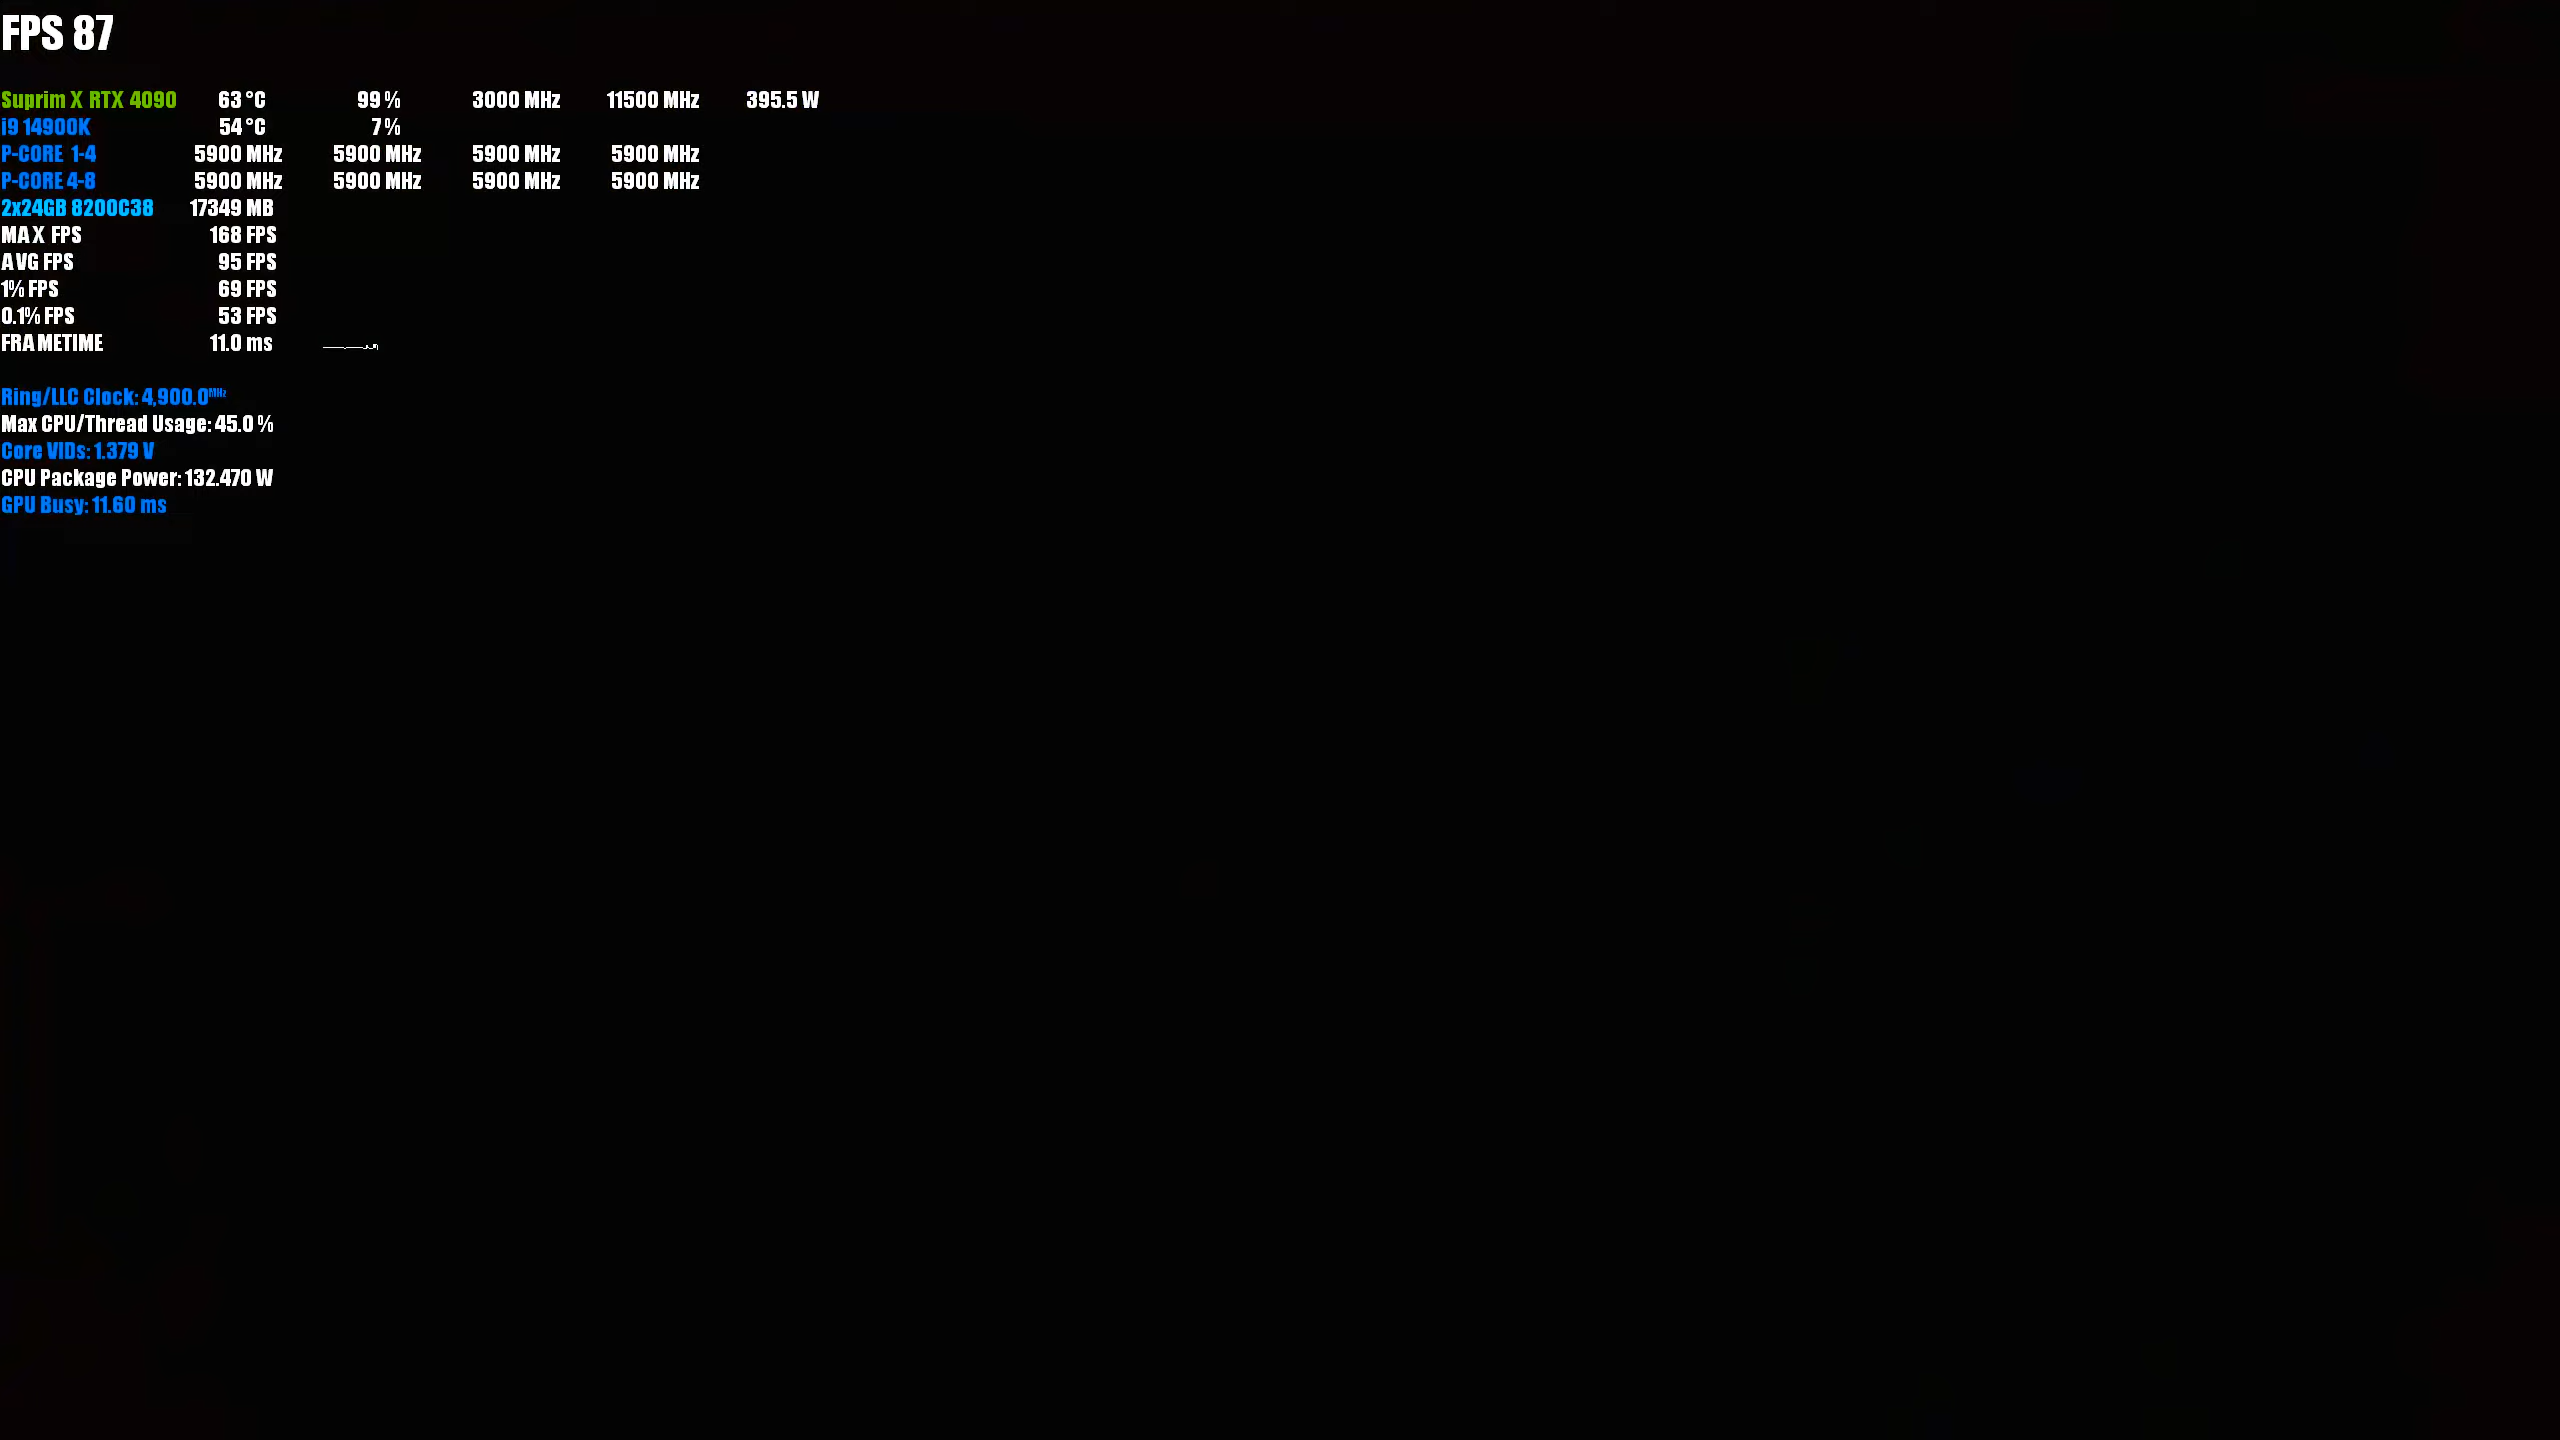 FPS 87
Suprim X RTX 4090 63 °C 99 % 3000 MHz 11500 MHz 395.5 W
i9 14900K 54 °C 7 %
P-CORE 1-4 5900 MHz 5900 MHz 5900 MHz 5900 MHz
P-CORE 4-8 5900 MHz 5900 MHz 5900 MHz 5900 MHz
2x24GB 8200C38 17349 MB
MAX FPS 168 FPS
AVG FPS 95 FPS
1% FPS 69 FPS
0.1% FPS 53 FPS
FRAMETIME 11.0 ms
Ring/LLC Clock: 4,900.0 MHz
Max CPU/Thread Usage: 45.0 %
Core VIDs: 1.379 V
CPU Package Power: 132.470 W
GPU Busy: 11.60 ms